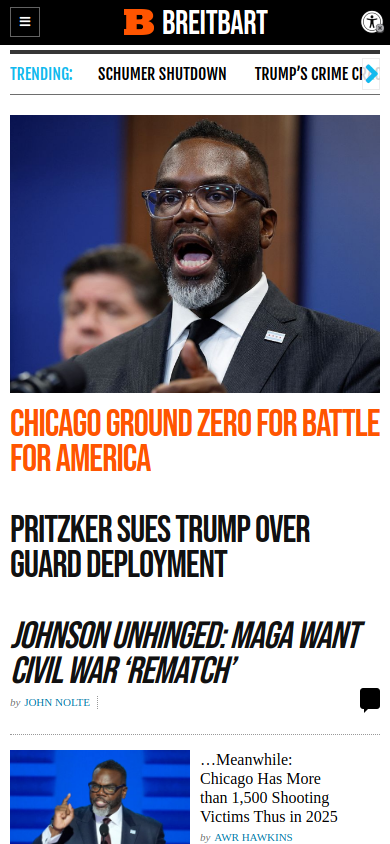 BREITBART
TRENDING: SCHUMER SHUTDOWN TRUMP'S CRIME
CHICAGO GROUND ZERO FOR BATTLE
FOR AMERICA
PRITZKER SUES TRUMP OVER
GUARD DEPLOYMENT
JOHNSON UNHINGED: MAGA WANT
CIVIL WAR ‘REMATCH’
by JOHN NOLTE
…Meanwhile:
Chicago Has More
than 1,500 Shooting
Victims Thus in 2025
by AWR HAWKINS